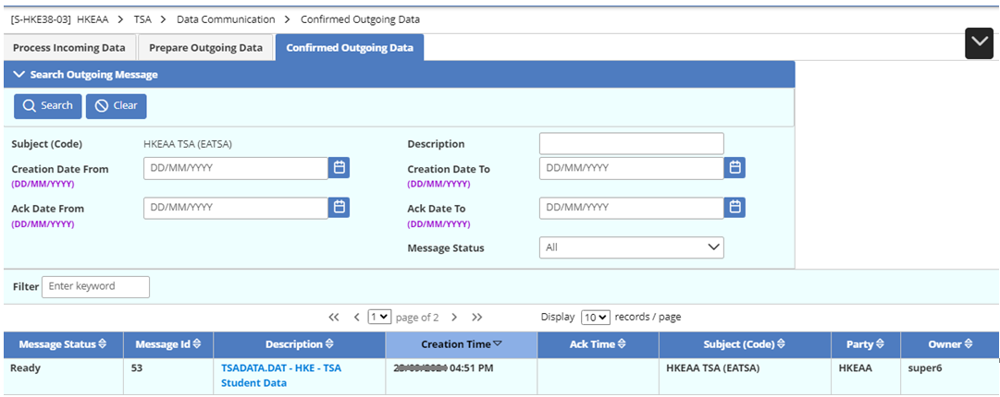 [S-HKE38-03] HKEAA > TSA > Data Communication > Confirmed Outgoing Data
Process Incoming Data Prepare Outgoing Data Confirmed Outgoing Data
Search Outgoing Message
Search Clear
Subject (Code) HKEAA TSA (EATSA) Description
Creation Date From DD/MM/YYYY Creation Date To DD/MM/YYYY
(DD/MM/YYYY) (DD/MM/YYYY)
Ack Date From DD/MM/YYYY Ack Date To DD/MM/YYYY
(DD/MM/YYYY) (DD/MM/YYYY)
Message Status All
Filter Enter keyword
1 page of 2 Display 10 records / page
Message Status Message Id Description Creation Time Ack Time Subject (Code) Party Owner
Ready 53 TSADATA.DAT - HKE - TSA 04:51 PM HKEAA TSA (EATSA) HKEAA super6
Student Data